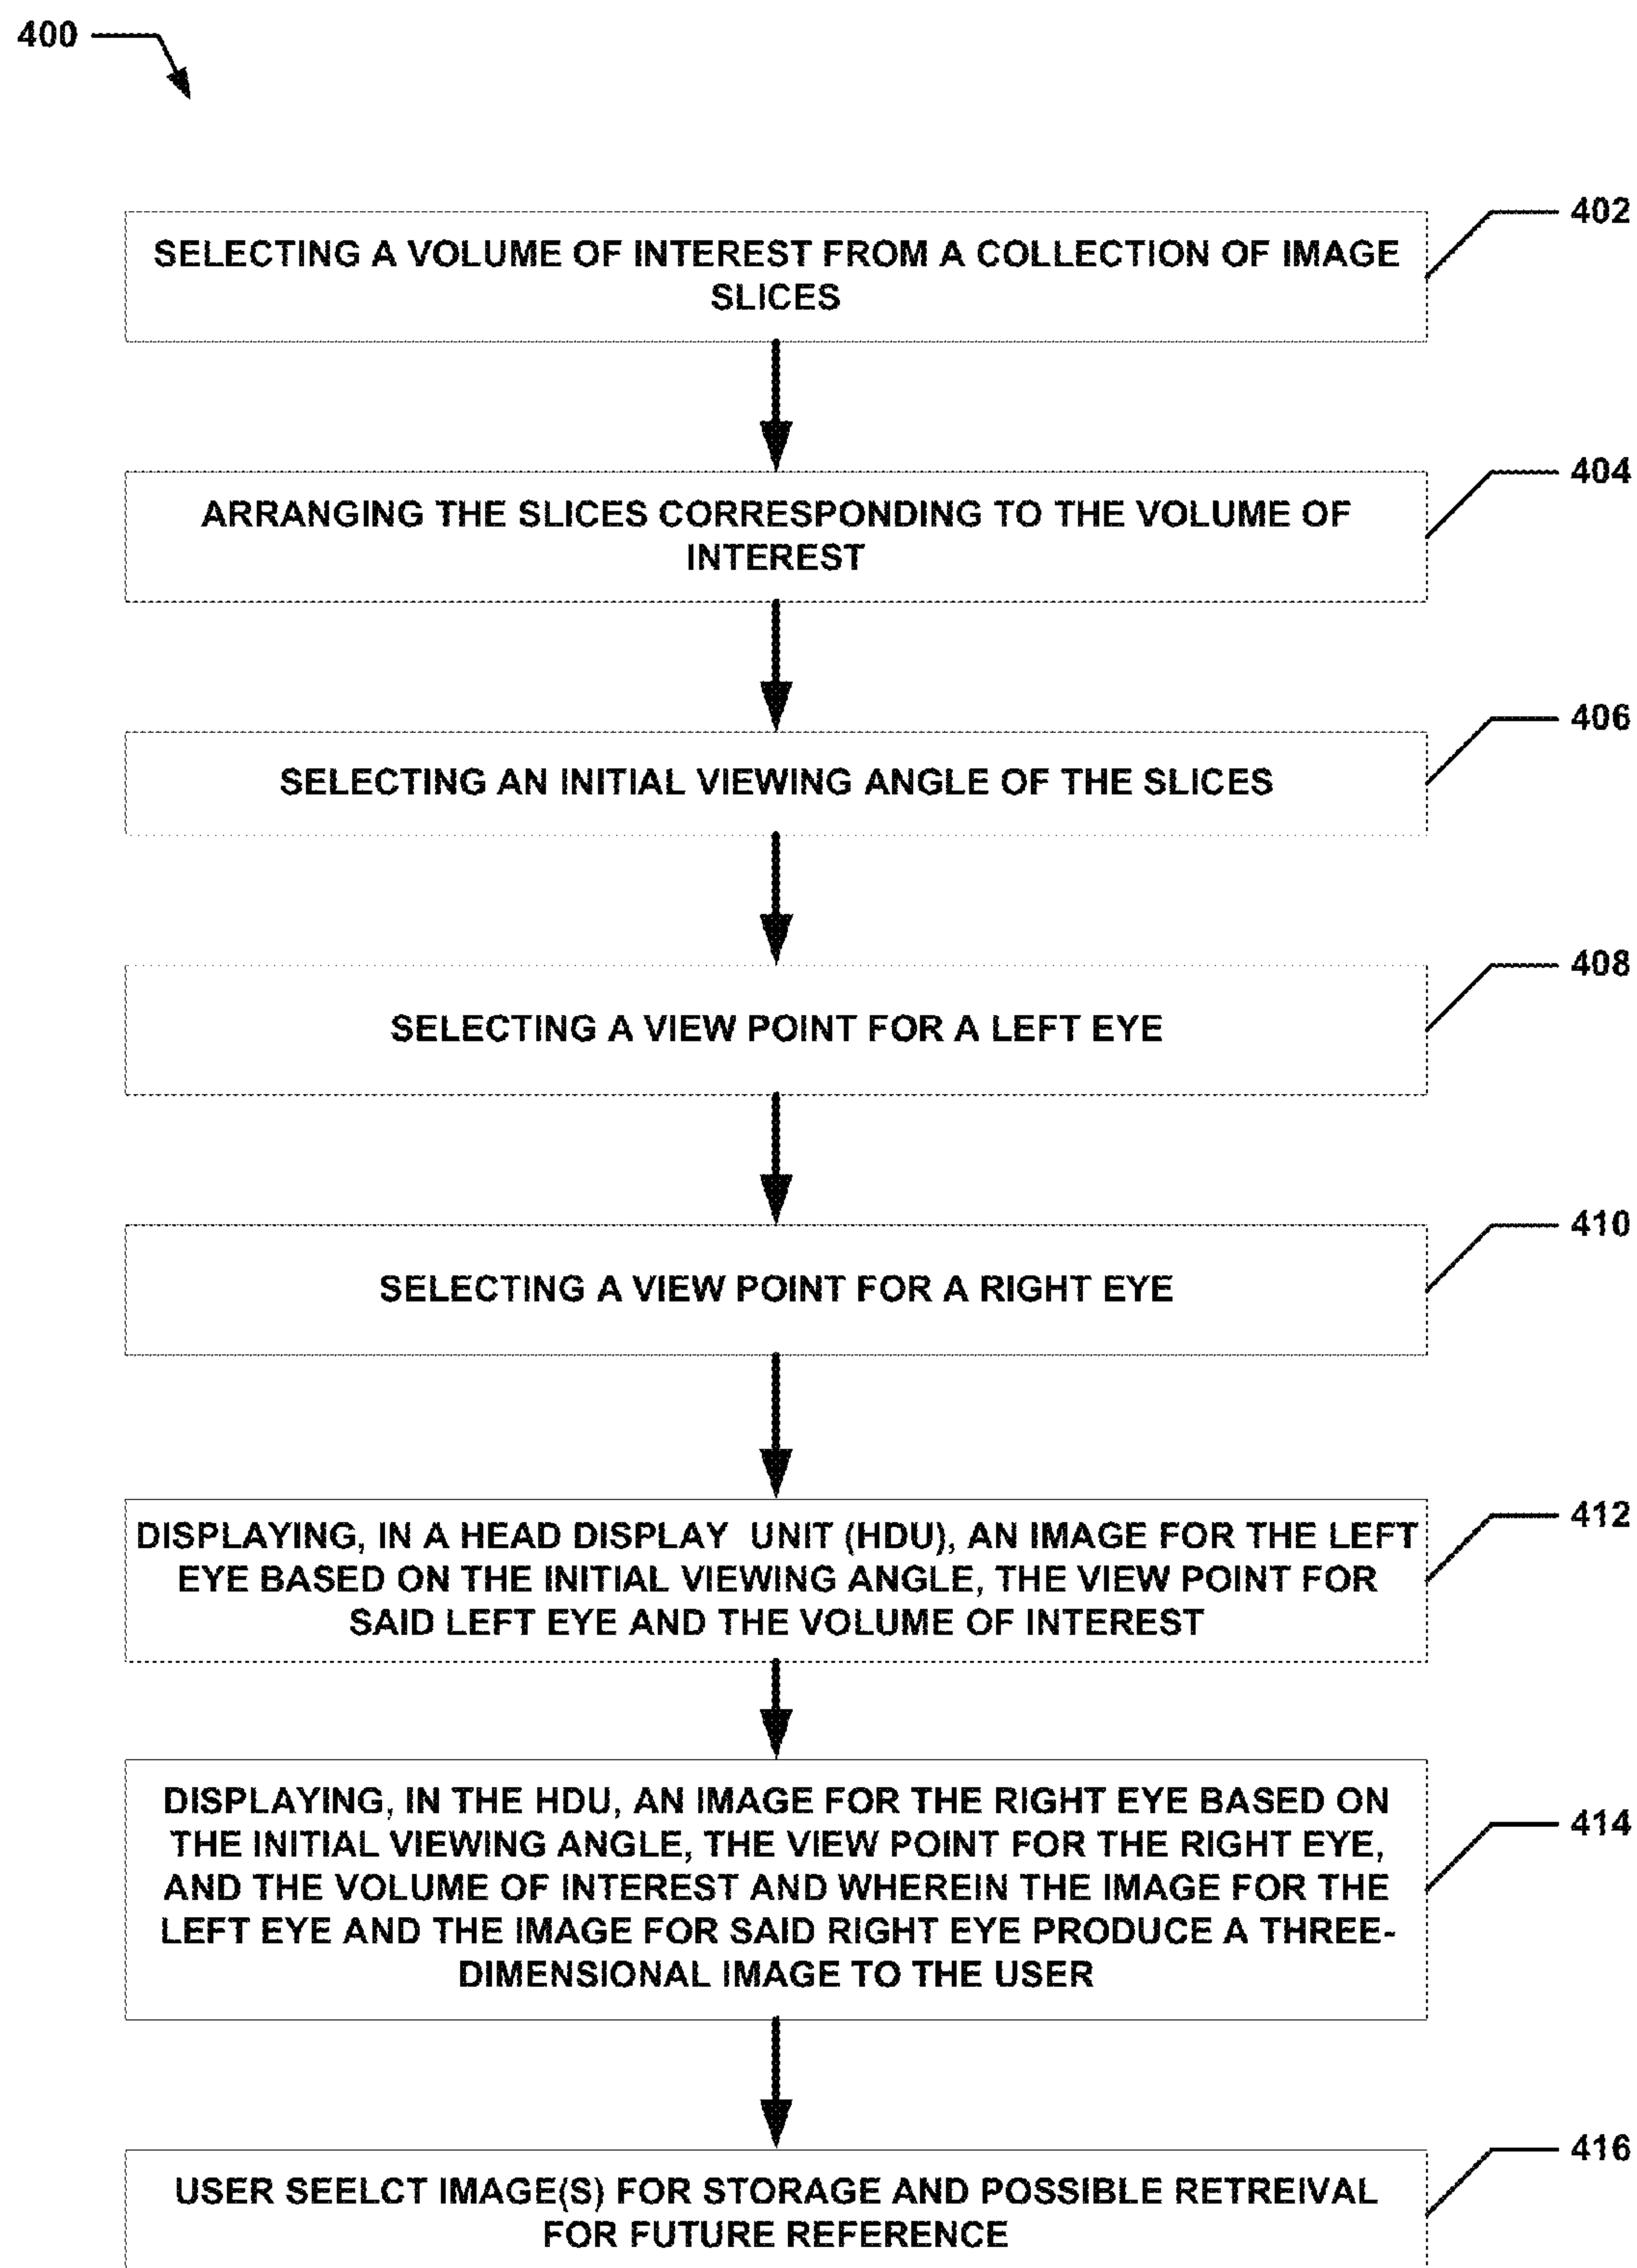 400
402
SELECTING A VOLUME OF INTEREST FROM A COLLECTION OF IMAGE
SLICES
404
ARRANGING THE SLICES CORRESPONDING TO THE VOLUME OF
INTEREST
406
SELECTING AN INITIAL VIEWING ANGLE OF THE SLICES
408
SELECTING A VIEW POINT FOR A LEFT EYE
410
SELECTING A VIEW POINT FOR A RIGHT EYE
412
DISPLAYING, IN A HEAD DISPLAY UNIT (HDU), AN IMAGE FOR THE LEFT
EYE BASED ON THE INITIAL VIEWING ANGLE, THE VIEW POINT FOR
SAID LEFT EYE AND THE VOLUME OF INTEREST
414
DISPLAYING, IN THE HDU, AN IMAGE FOR THE RIGHT EYE BASED ON
THE INITIAL VIEWING ANGLE, THE VIEW POINT FOR THE RIGHT EYE,
AND THE VOLUME OF INTEREST AND WHEREIN THE IMAGE FOR THE
LEFT EYE AND THE IMAGE FOR SAID RIGHT EYE PRODUCE A THREE-
DIMENSIONAL IMAGE TO THE USER
416
USER SEELCT IMAGE(S) FOR STORAGE AND POSSIBLE RETREIVAL
FOR FUTURE REFERENCE